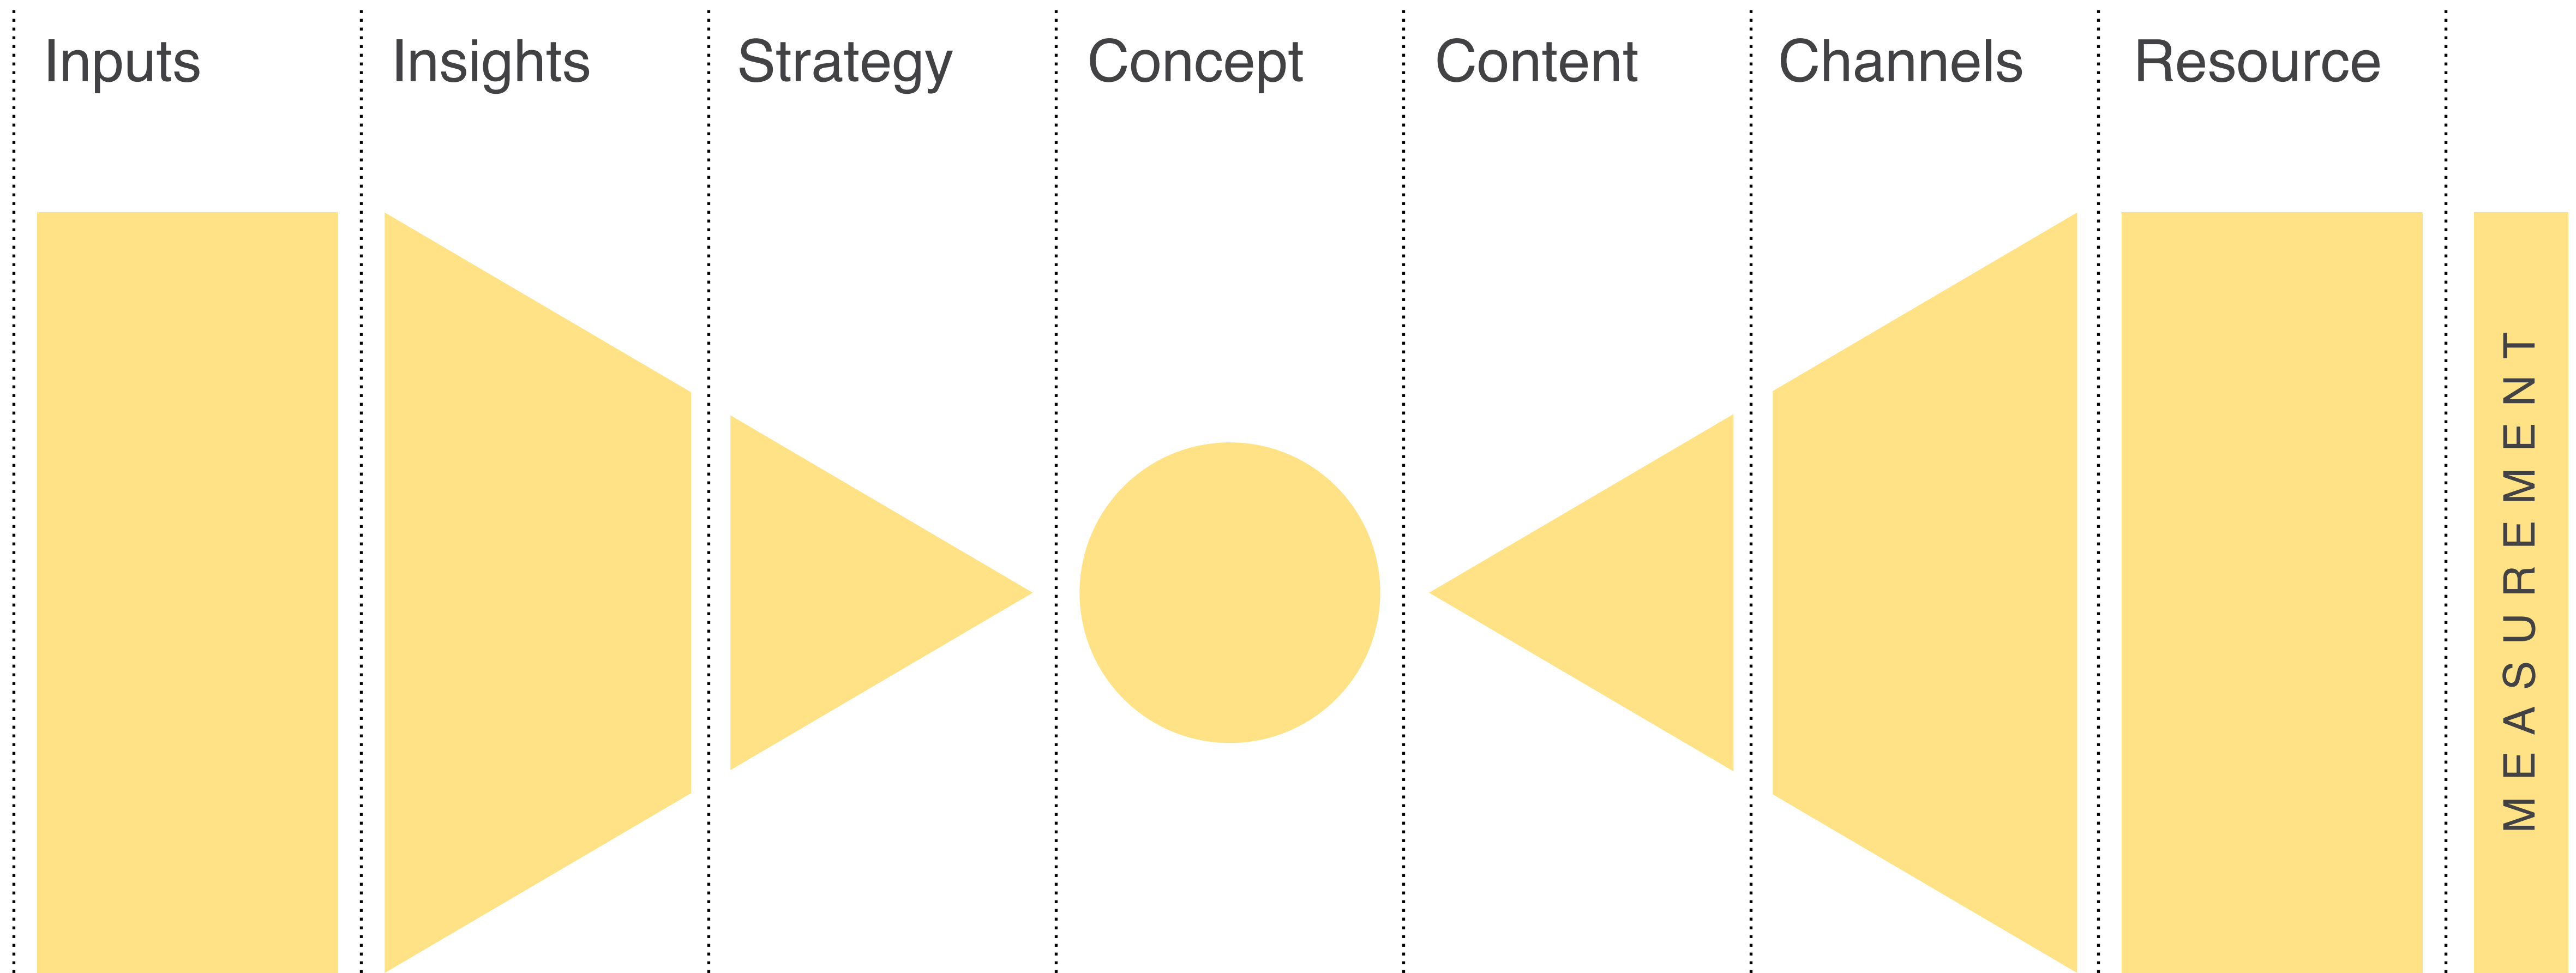 Inputs
Insights
Strategy
Concept
Content
Channels
Resource
MEASUREMENT